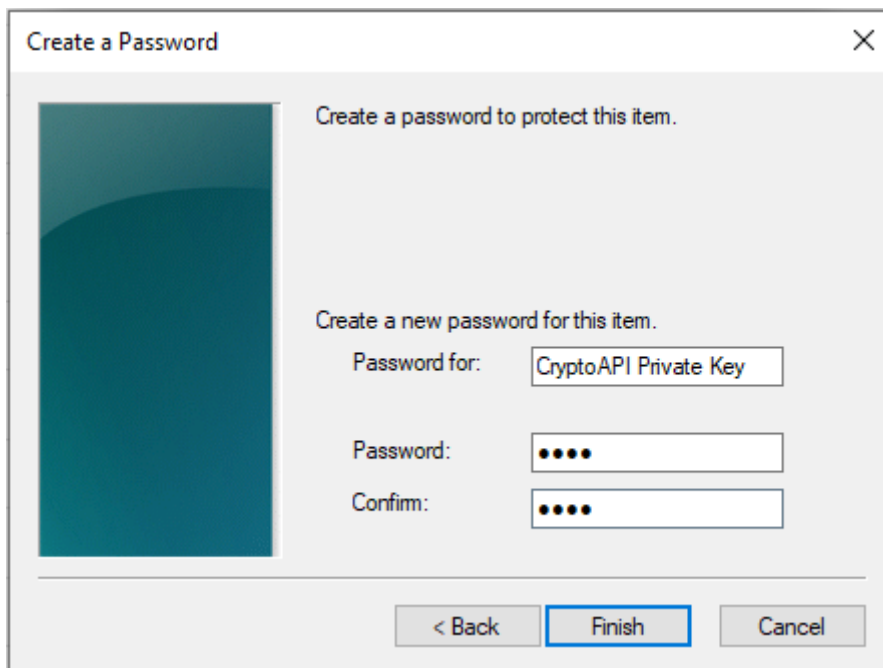 Create a Password
Create a password to protect this item.
Create a new password for this item.
Password for: CryptoAPI Private Key
Password: ●●●●
Confirm: ●●●●
< Back Finish Cancel